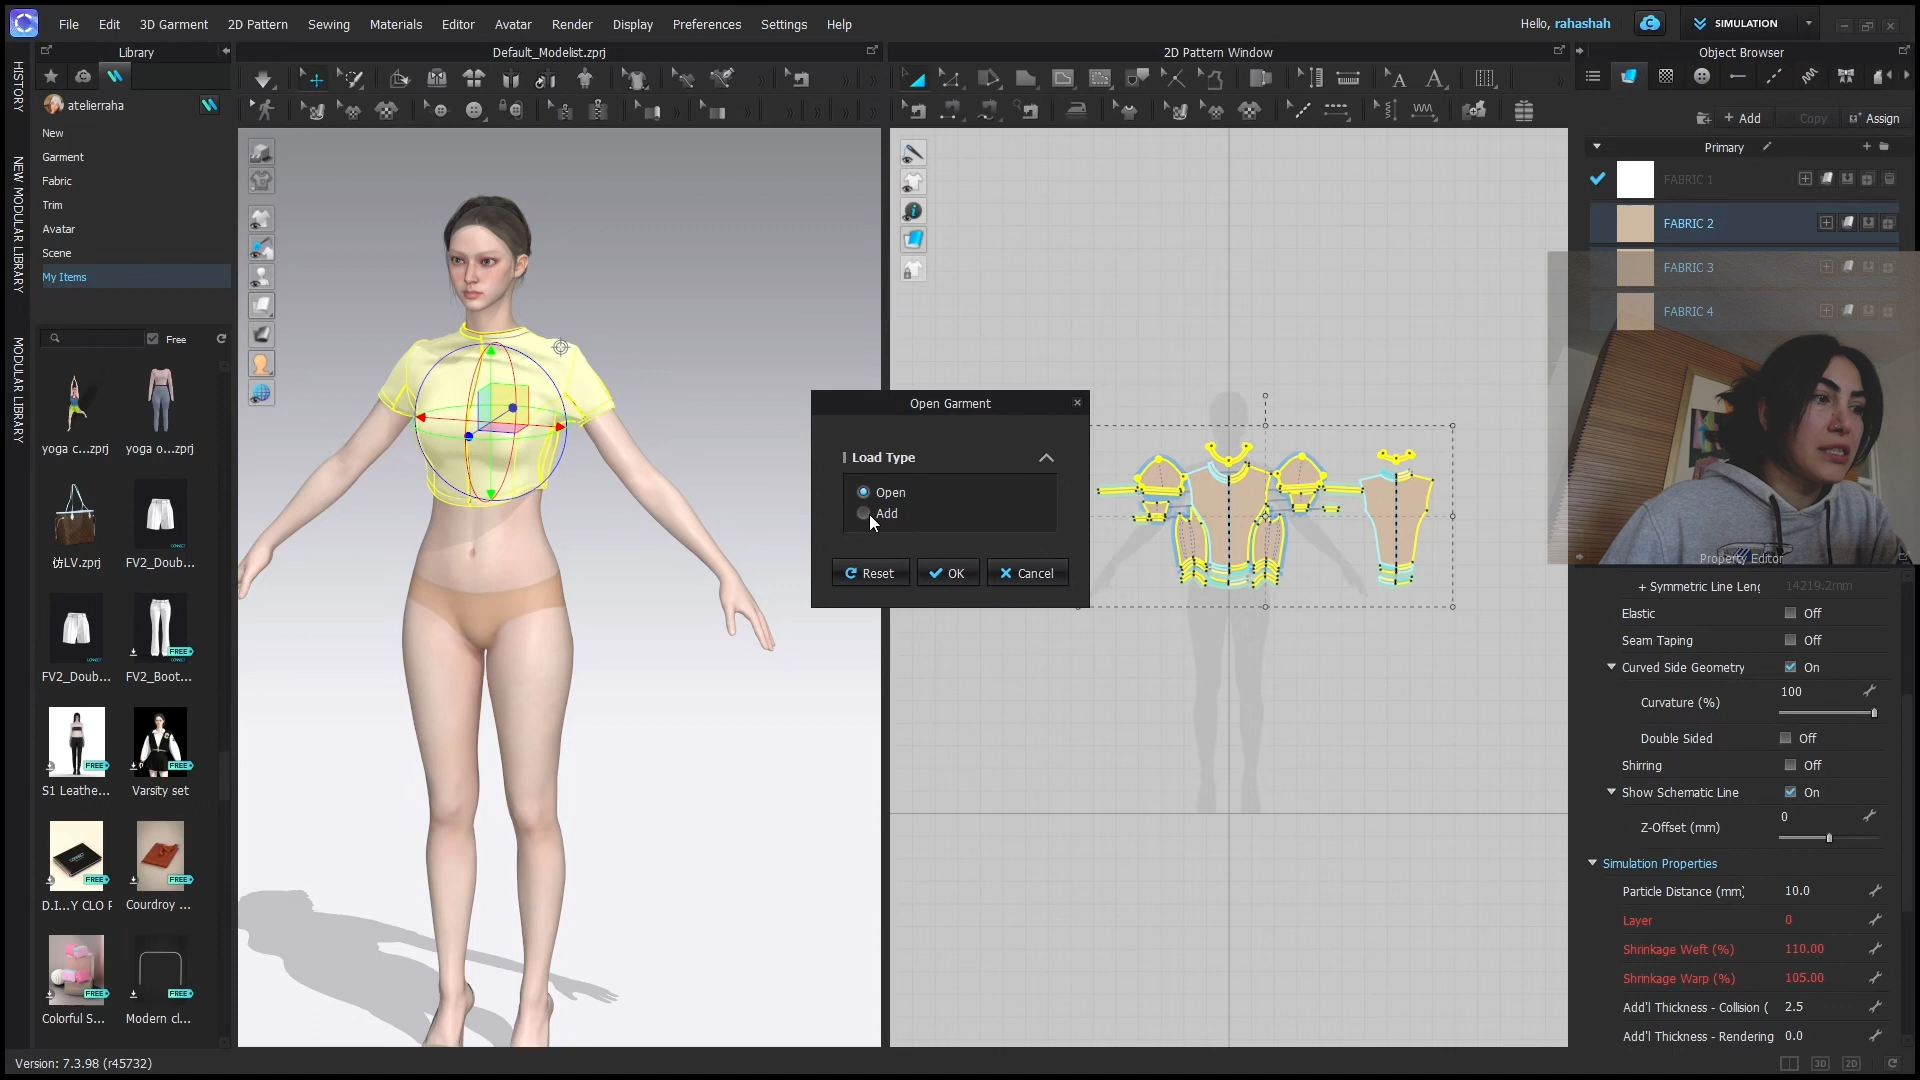 File Edit 3D Garment 2D Pattern Sewing Materials Editor Avatar Render Display Preferences Settings Help
Hello, rahashah
SIMULATION
HISTORY
NEW MODULAR LIBRARY
MODULAR LIBRARY
Library
atelierraha
New
Garment
Fabric
Trim
Avatar
Scene
My Items
Free
yoga c...zprj
yoga o...zprj
仿LV.zprj
FV2_Doub...
FV2_Doub...
FV2_Boot...
FREE
S1 Leathe...
FREE
Varsity set
FREE
D.I...Y CLO F
FREE
Courdroy ...
FREE
Colorful S...
FREE
Modern cl...
FREE
Version: 7.3.98 (r45732)
Default_Modelist.zprj
2D Pattern Window
Open Garment
Load Type
Open
Add
Reset
OK
Cancel
Object Browser
+ Add
Copy
Assign
Primary
FABRIC 1
FABRIC 2
FABRIC 3
FABRIC 4
Property Editor
+ Symmetric Line Leng 14219.2mm
Elastic Off
Seam Taping Off
Curved Side Geometry On
100
Curvature (%)
Double Sided Off
Shirring Off
Show Schematic Line On
0
Z-Offset (mm)
Simulation Properties
Particle Distance (mm) 10.0
Layer 0
Shrinkage Weft (%) 110.00
Shrinkage Warp (%) 105.00
Add'l Thickness - Collision ( 2.5
Add'l Thickness - Rendering 0.0
3D
2D